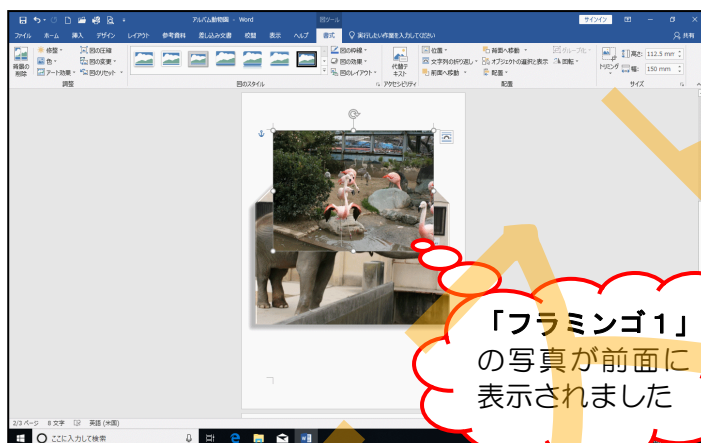 アルバム動物園 - Word
図ツール
サインイン
ファイル ホーム 挿入 デザイン レイアウト 参考資料 差し込み文書 校閲 表示 ヘルプ 書式 実行したい作業を入力してください 共有
背景の
削除
修整
色
アート効果
図の圧縮
図の変更
図のリセット
調整
図のスタイル
図の枠線
図の効果
図のレイアウト
代替テ
キスト
アクセシビリティ
位置
文字列の折り返し
前面へ移動
背面へ移動
オブジェクトの選択と表示
配置
グループ化
回転
配置
トリミング
高さ: 112.5 mm
幅: 150 mm
サイズ
「フラミンゴ１」
の写真が前面に
表示されました
2/3 ページ 8 文字 英語 (米国)
ここに入力して検索